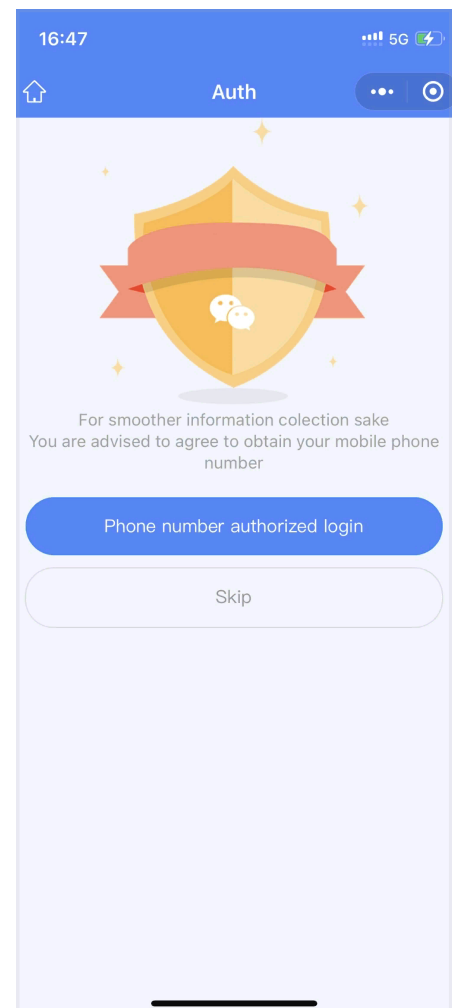 16:47
5G
Auth
For smoother information colection sake
You are advised to agree to obtain your mobile phone
number
Phone number authorized login
Skip